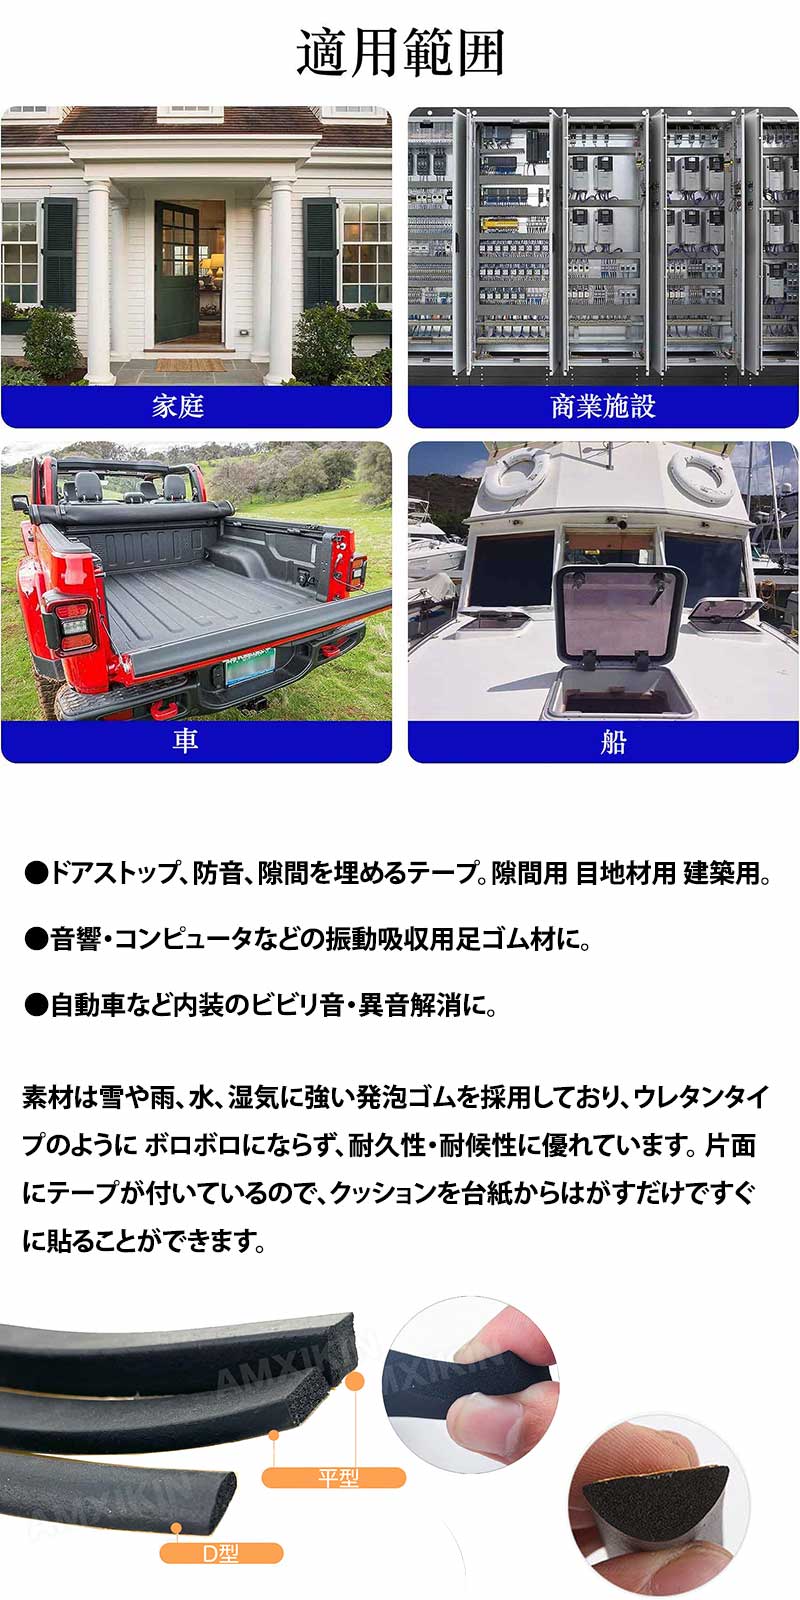 適用範囲
家庭
商業施設
車
船
●ドアストップ、防音、隙間を埋めるテープ。隙間用 目地材用 建築用。
●音響・コンピュータなどの振動吸収用足ゴム材に。
●自動車など内装のビビリ音・異音解消に。
素材は雪や雨、水、湿気に強い発泡ゴムを採用しており、ウレタンタイ
プのように ボロボロにならず、耐久性・耐候性に優れています。片面
にテープが付いているので、クッションを台紙からはがすだけですぐ
に貼ることができます。
AMXIKIN
MXIKIN
平型
AMXIKIN
D型